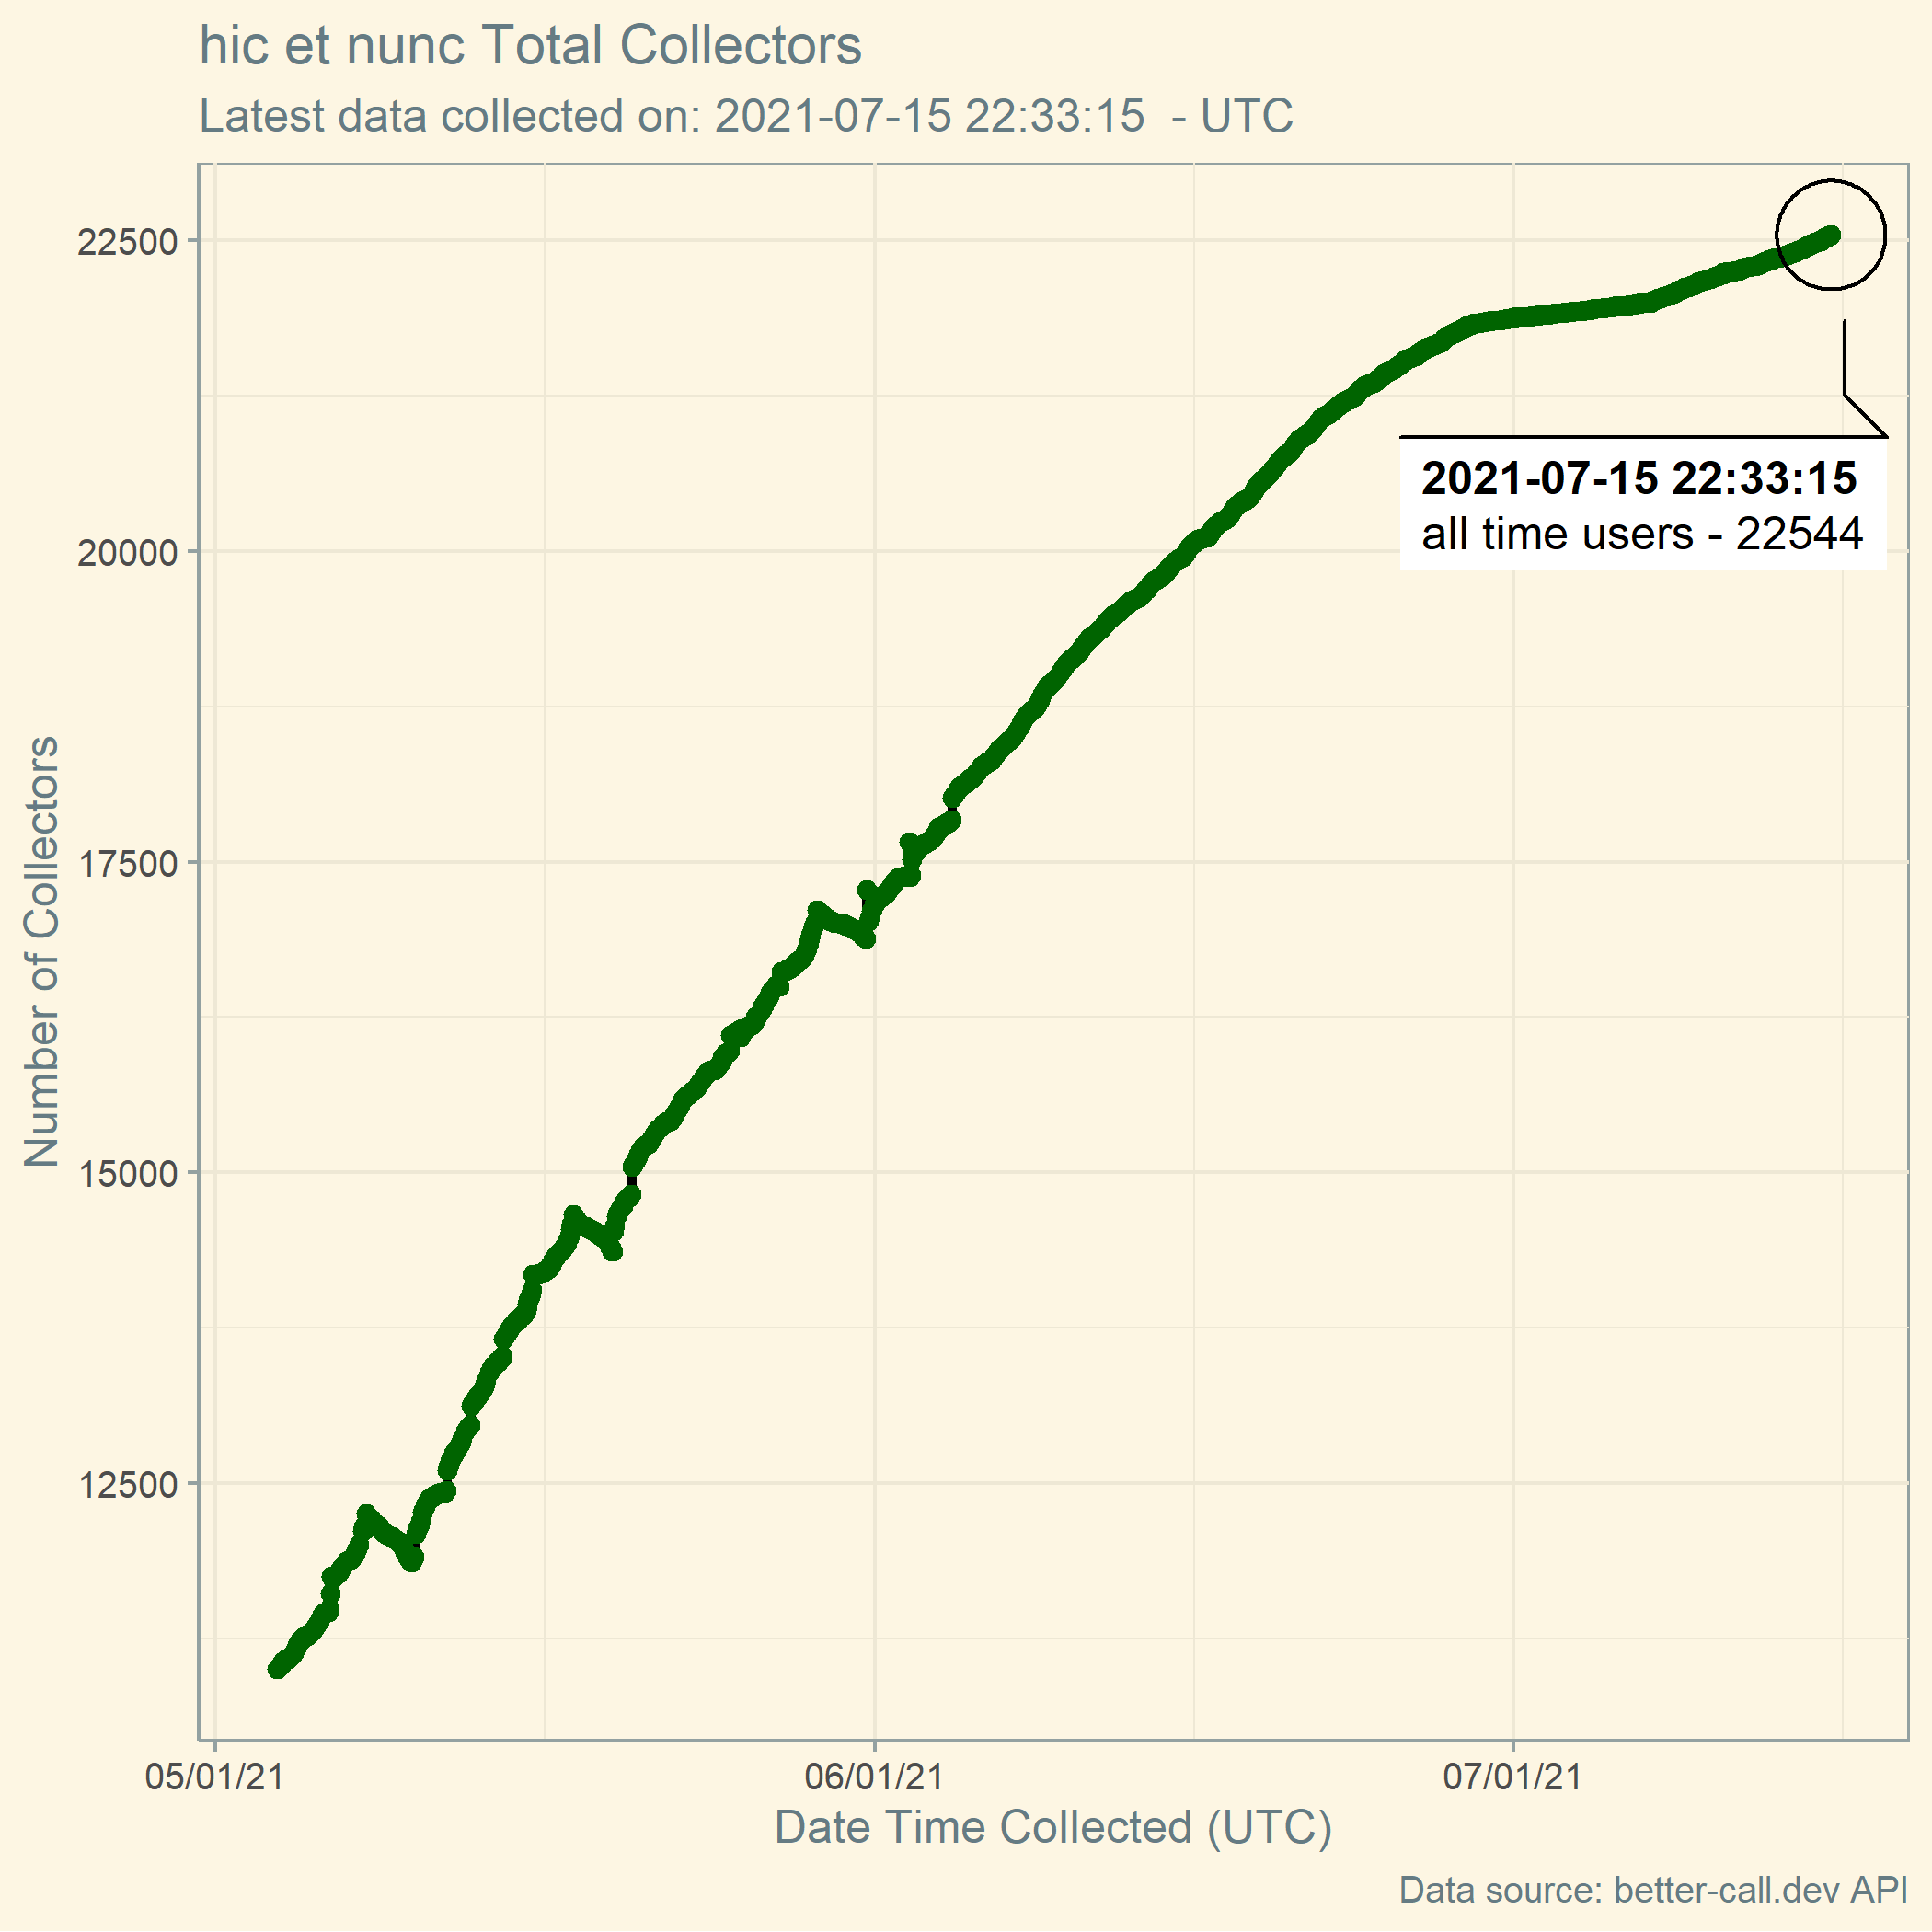 hic et nunc Total Collectors
Latest data collected on: 2021-07-15 22:33:15  - UTC
Number of Collectors
22500
20000
17500
15000
12500
2021-07-15 22:33:15
all time users - 22544
05/01/21
06/01/21
07/01/21
Date Time Collected (UTC)
Data source: better-call.dev API